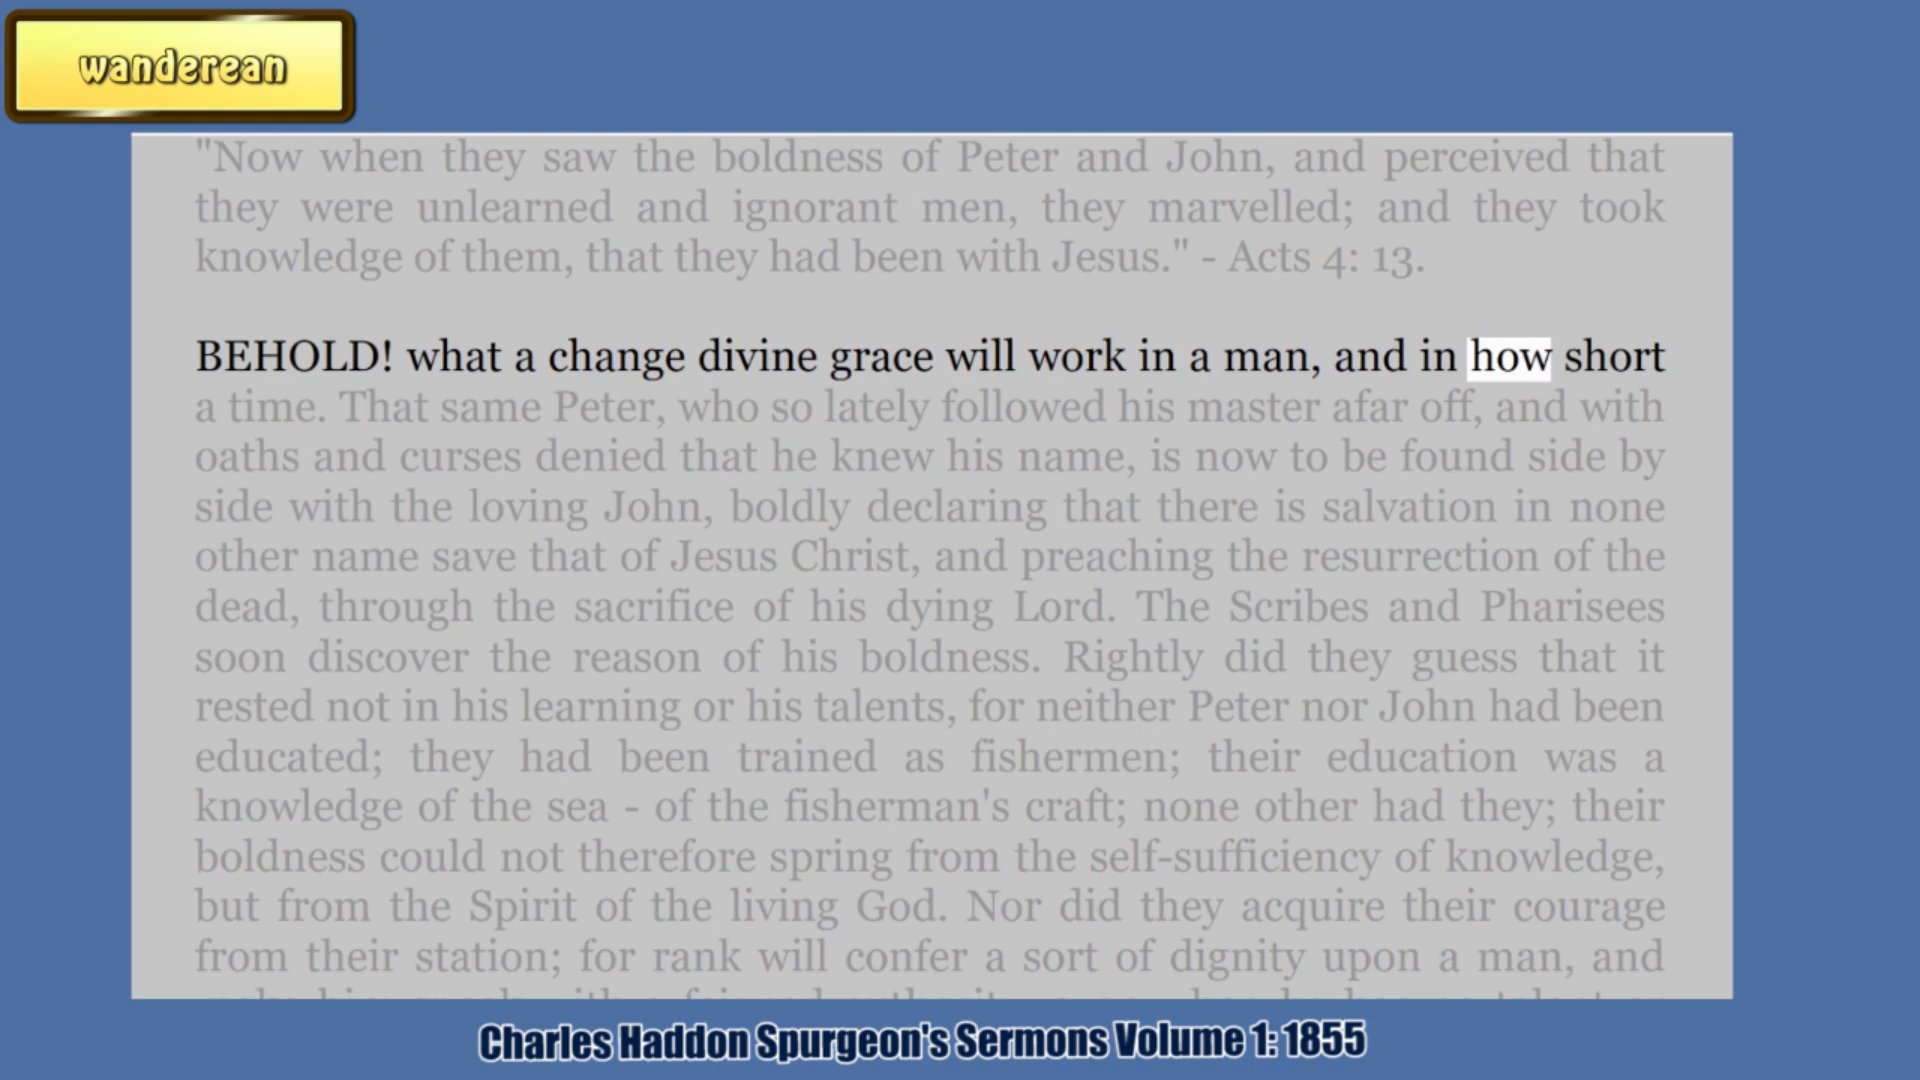 wanderean
"Now when they saw the boldness of Peter and John, and perceived that
they were unlearned and ignorant men, they marvelled; and they took
knowledge of them, that they had been with Jesus." - Acts 4: 13.
BEHOLD! what a change divine grace will work in a man, and in how short
a time. That same Peter, who so lately followed his master afar off, and with
oaths and curses denied that he knew his name, is now to be found side by
side with the loving John, boldly declaring that there is salvation in none
other name save that of Jesus Christ, and preaching the resurrection of the
dead, through the sacrifice of his dying Lord. The Scribes and Pharisees
soon discover the reason of his boldness. Rightly did they guess that it
rested not in his learning or his talents, for neither Peter nor John had been
educated; they had been trained as fishermen; their education was a
knowledge of the sea - of the fisherman's craft; none other had they; their
boldness could not therefore spring from the self-sufficiency of knowledge,
but from the Spirit of the living God. Nor did they acquire their courage
from their station; for rank will confer a sort of dignity upon a man, and
Charles Haddon Spurgeon's Sermons Volume 1: 1855